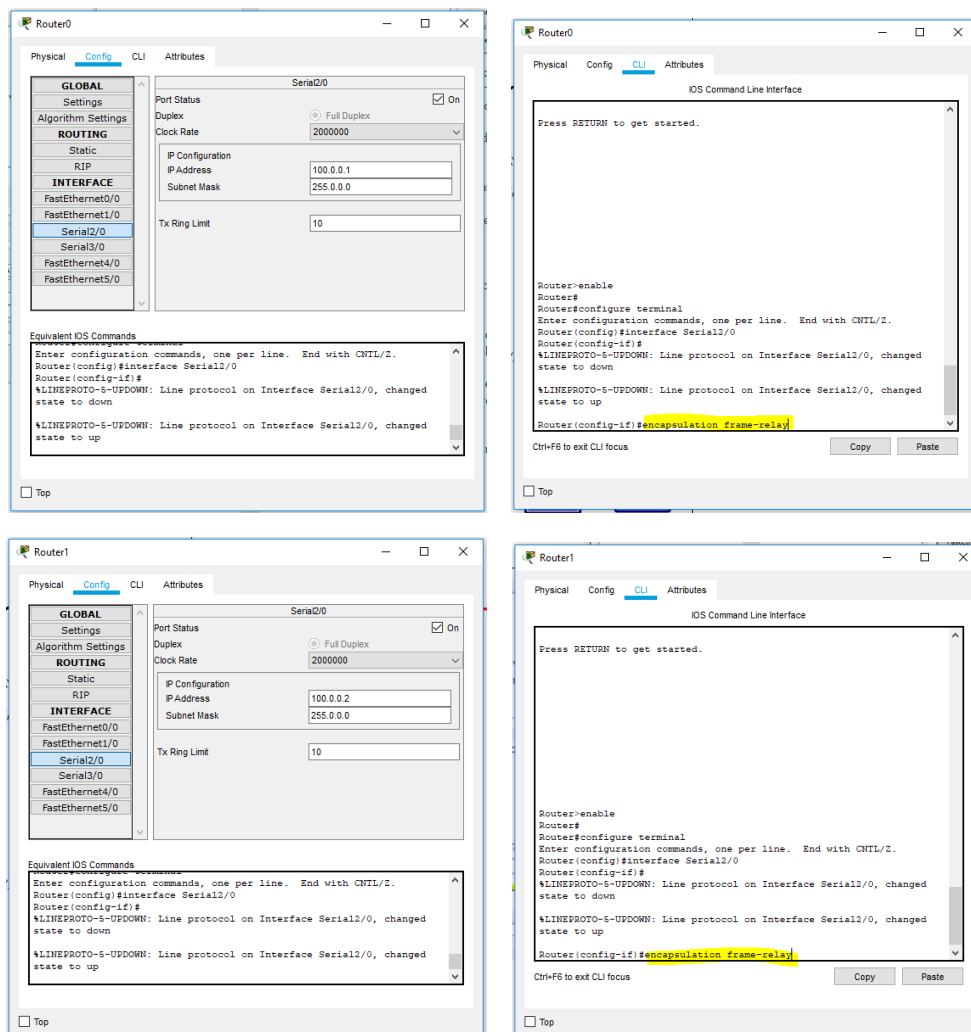 Router0
Physical Config CLI Attributes
GLOBAL
Settings
Algorithm Settings
ROUTING
Static
RIP
INTERFACE
FastEthernet0/0
FastEthernet1/0
Serial2/0
Serial3/0
FastEthernet4/0
FastEthernet5/0
Serial2/0
Port Status On
Duplex Full Duplex
Clock Rate 2000000
IP Configuration
IP Address 100.0.0.1
Subnet Mask 255.0.0.0
Tx Ring Limit 10
Equivalent IOS Commands
Router#configure terminal
Enter configuration commands, one per line. End with CNTL/Z.
Router(config)#interface Serial2/0
Router(config-if)#
%LINEPROTO-5-UPDOWN: Line protocol on Interface Serial2/0, changed
state to down
%LINEPROTO-5-UPDOWN: Line protocol on Interface Serial2/0, changed
state to up
Top
Router0
Physical Config CLI Attributes
IOS Command Line Interface
Press RETURN to get started.
Router>enable
Router#
Router#configure terminal
Enter configuration commands, one per line. End with CNTL/Z.
Router(config)#interface Serial2/0
Router(config-if)#
%LINEPROTO-5-UPDOWN: Line protocol on Interface Serial2/0, changed
state to down
%LINEPROTO-5-UPDOWN: Line protocol on Interface Serial2/0, changed
state to up
Router(config-if)#encapsulation frame-relay
Ctrl+F6 to exit CLI focus Copy Paste
Top
Router1
Physical Config CLI Attributes
GLOBAL
Settings
Algorithm Settings
ROUTING
Static
RIP
INTERFACE
FastEthernet0/0
FastEthernet1/0
Serial2/0
Serial3/0
FastEthernet4/0
FastEthernet5/0
Serial2/0
Port Status On
Duplex Full Duplex
Clock Rate 2000000
IP Configuration
IP Address 100.0.0.2
Subnet Mask 255.0.0.0
Tx Ring Limit 10
Equivalent IOS Commands
Router#configure terminal
Enter configuration commands, one per line. End with CNTL/Z.
Router(config)#interface Serial2/0
Router(config-if)#
%LINEPROTO-5-UPDOWN: Line protocol on Interface Serial2/0, changed
state to down
%LINEPROTO-5-UPDOWN: Line protocol on Interface Serial2/0, changed
state to up
Top
Router1
Physical Config CLI Attributes
IOS Command Line Interface
Press RETURN to get started.
Router>enable
Router#
Router#configure terminal
Enter configuration commands, one per line. End with CNTL/Z.
Router(config)#interface Serial2/0
Router(config-if)#
%LINEPROTO-5-UPDOWN: Line protocol on Interface Serial2/0, changed
state to down
%LINEPROTO-5-UPDOWN: Line protocol on Interface Serial2/0, changed
state to up
Router(config-if)#encapsulation frame-relay
Ctrl+F6 to exit CLI focus Copy Paste
Top